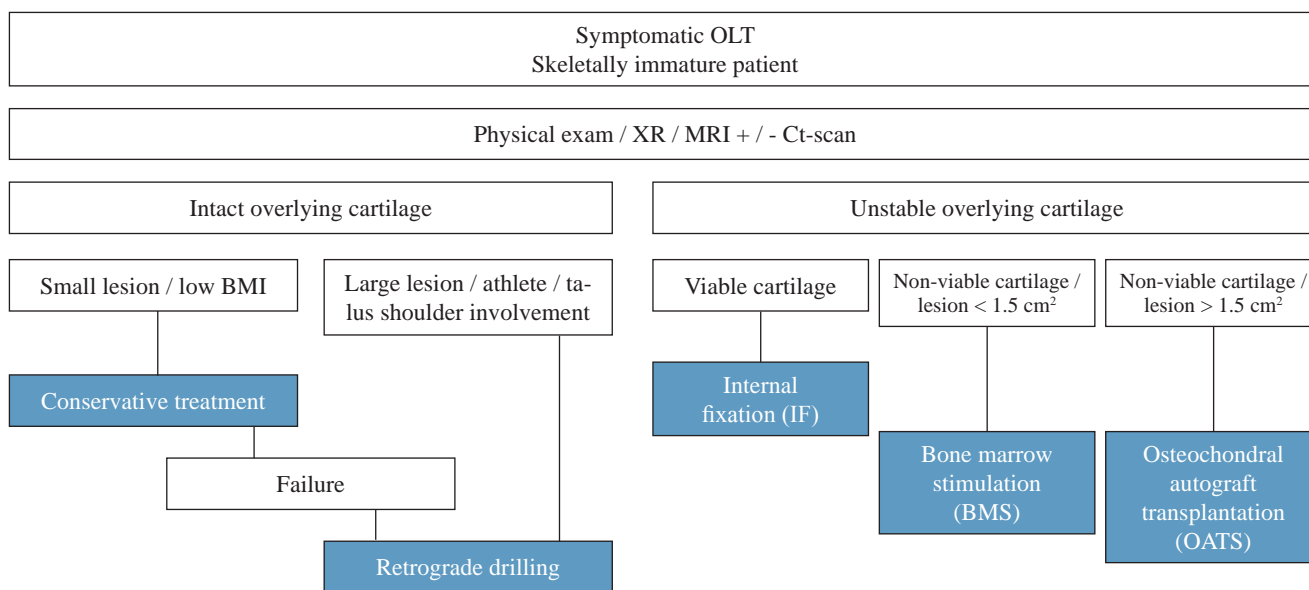 Symptomatic OLT
Skeletally immature patient
Physical exam / XR / MRI + / - Ct-scan
Intact overlying cartilage
Unstable overlying cartilage
Small lesion / low BMI
Large lesion / athlete / ta-
lus shoulder involvement
Viable cartilage
Non-viable cartilage /
lesion < 1.5 cm²
Non-viable cartilage /
lesion > 1.5 cm²
Conservative treatment
Internal
fixation (IF)
Failure
Bone marrow
stimulation
(BMS)
Osteochondral
autograft
transplantation
(OATS)
Retrograde drilling